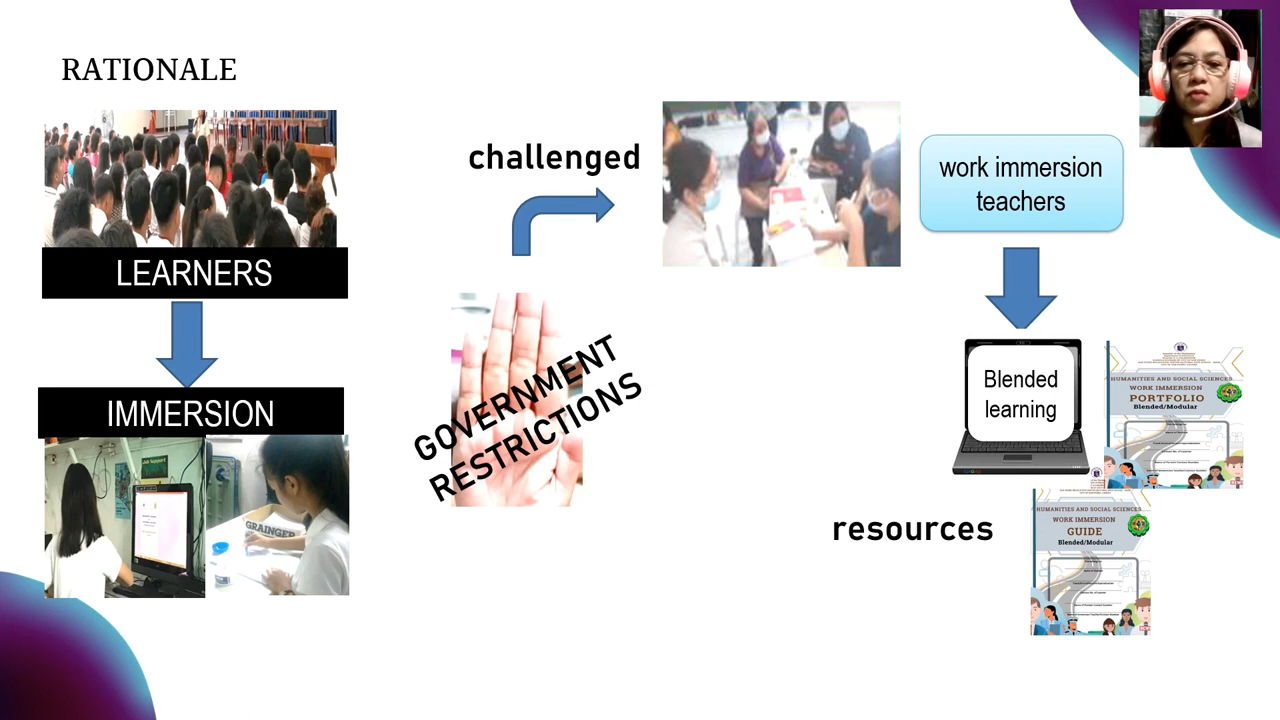 RATIONALE
LEARNERS
IMMERSION
GRAINGER
challenged
GOVERNMENT
RESTRICTIONS
work immersion
teachers
Blended
learning
HUMANITIES AND SOCIAL SCIENCES
WORK IMMERSION
PORTFOLIO
Blended/Modular
resources
HUMANITIES AND SOCIAL SCIENCES
WORK IMMERSION
GUIDE
Blended/Modular